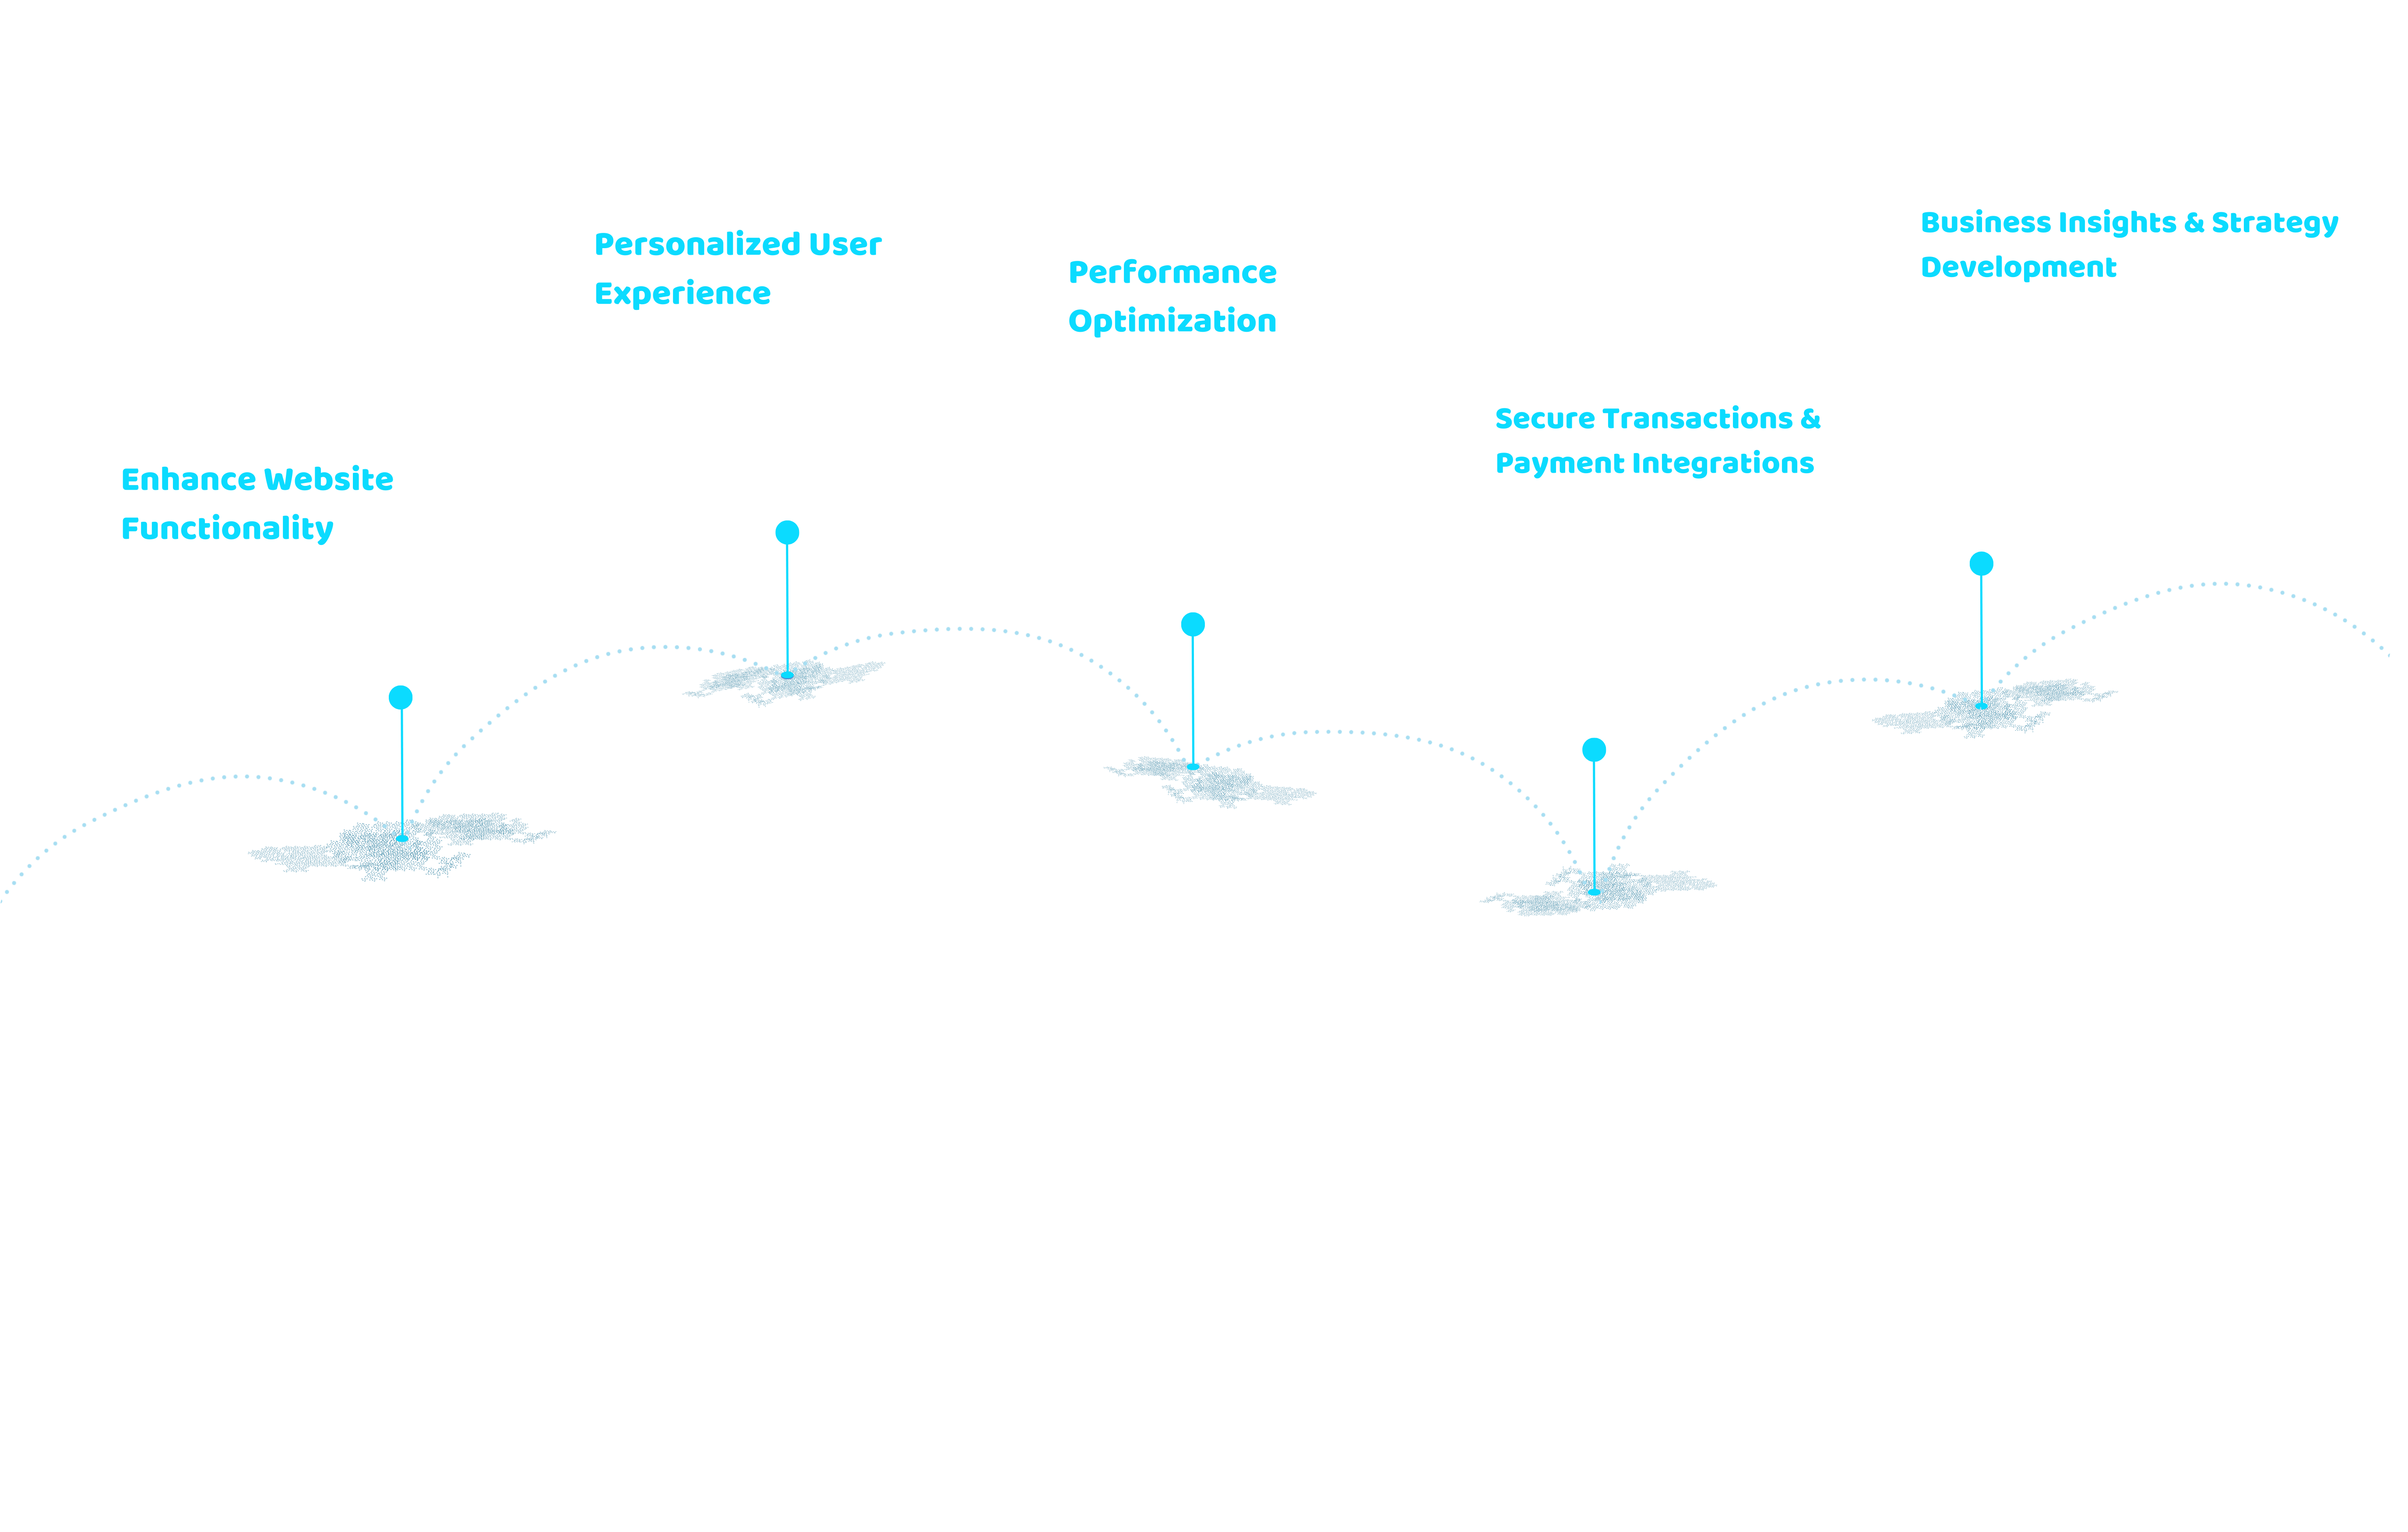 Enhance Website
Functionality
Personalized User
Experience
Performance
Optimization
Secure Transactions &
Payment Integrations
Business Insights & Strategy
Development